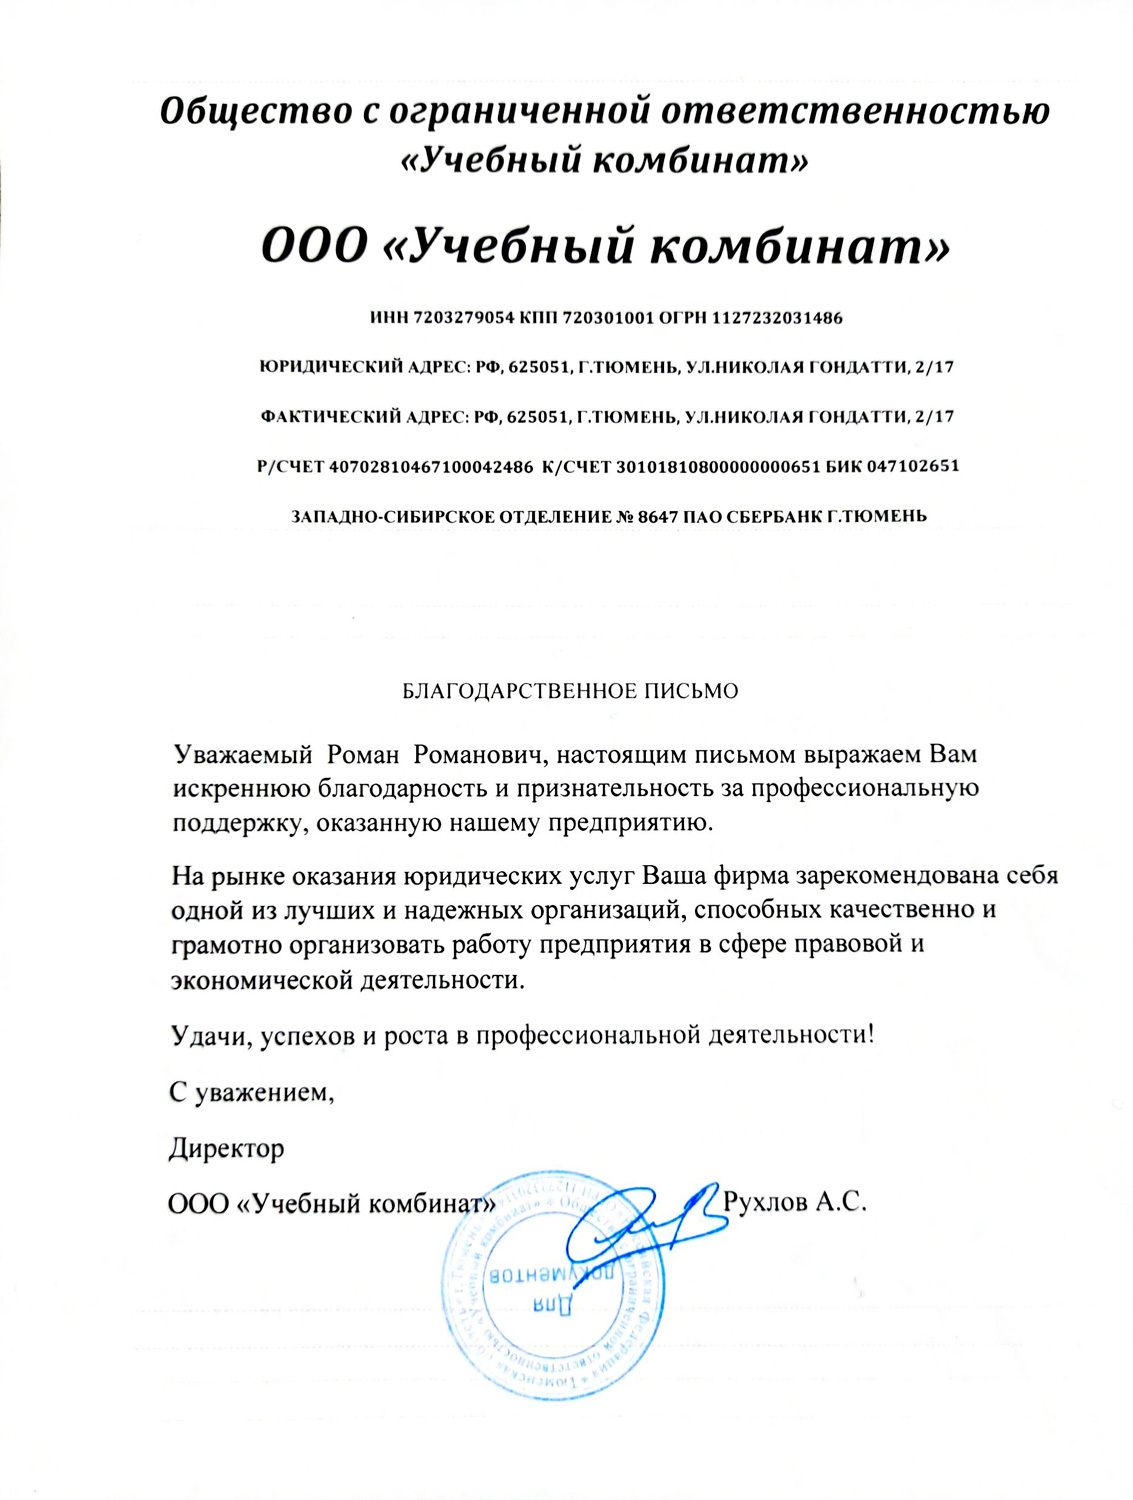 Общество с ограниченной ответственностью
«Учебный комбинат»
ООО «Учебный комбинат»
ИНН 7203279054 КПП 720301001 ОГРН 1127232031486
ЮРИДИЧЕСКИЙ АДРЕС: РФ, 625051, Г.ТЮМЕНЬ, УЛ.НИКОЛАЯ ГОНДАТТИ, 2/17
ФАКТИЧЕСКИЙ АДРЕС: РФ, 625051, Г.ТЮМЕНЬ, УЛ.НИКОЛАЯ ГОНДАТТИ, 2/17
Р/СЧЕТ 40702810467100042486 К/СЧЕТ 30101810800000000651 БИК 047102651
ЗАПАДНО-СИБИРСКОЕ ОТДЕЛЕНИЕ № 8647 ПАО СБЕРБАНК Г.ТЮМЕНЬ
БЛАГОДАРСТВЕННОЕ ПИСЬМО
Уважаемый Роман Романович, настоящим письмом выражаем Вам
искреннюю благодарность и признательность за профессиональную
поддержку, оказанную нашему предприятию.
На рынке оказания юридических услуг Ваша фирма зарекомендована себя
одной из лучших и надежных организаций, способных качественно и
грамотно организовать работу предприятия в сфере правовой и
экономической деятельности.
Удачи, успехов и роста в профессиональной деятельности!
С уважением,
Директор
ООО «Учебный комбинат» Рухлов А.С.
Для
документов